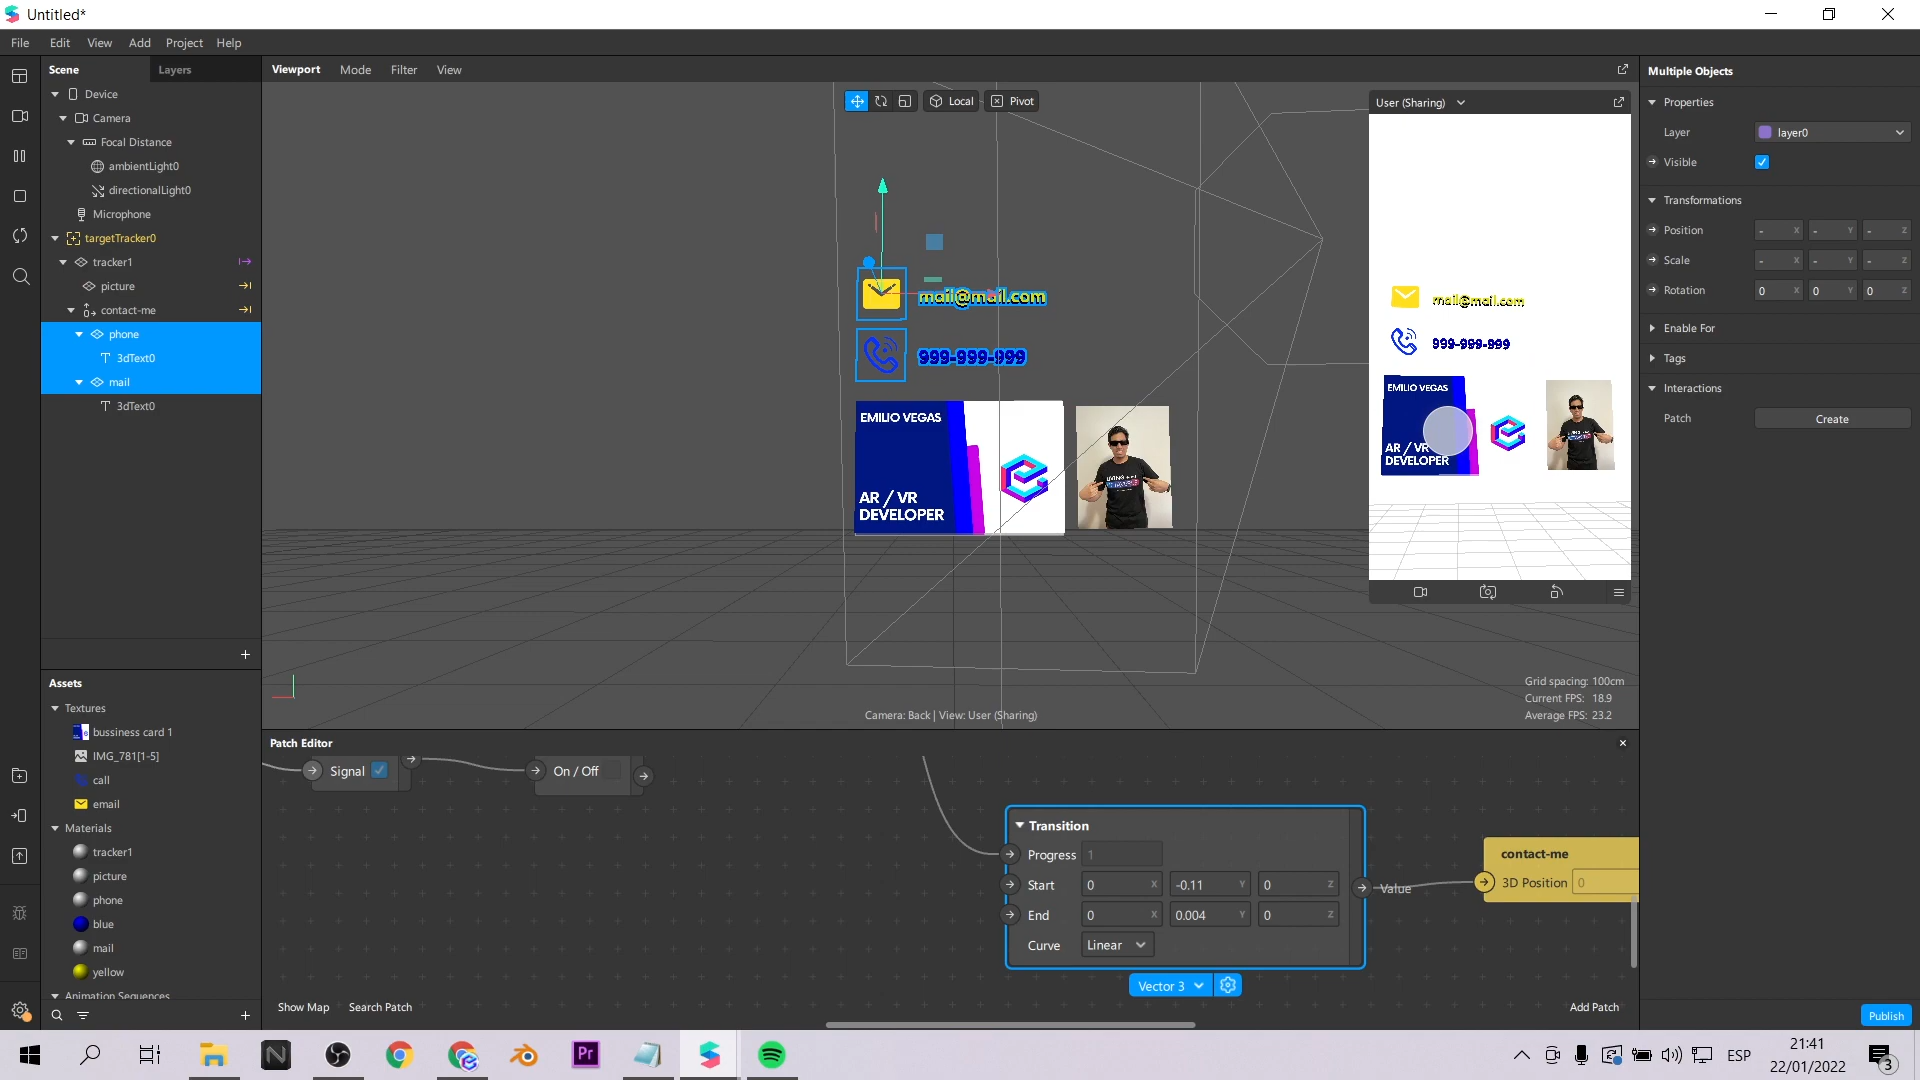 Untitled*
File Edit View Add Project Help
Scene
Layers
Device
Camera
Focal Distance
ambientLight0
directionalLight0
Microphone
targetTracker0
tracker1
picture
contact-me
phone
3dText0
mail
3dText0
Assets
Textures
bussiness card 1
IMG_781[1-5]
call
email
Materials
tracker1
picture
phone
blue
mail
yellow
Animation Sequences
Viewport Mode Filter View
Local
Pivot
mail@mail.com
999-999-999
EMILIO VEGAS
AR / VR
DEVELOPER
User (Sharing)
mail@mail.com
999-999-999
EMILIO VEGAS
AR / VR
DEVELOPER
Grid spacing: 100cm
Current FPS: 18.9
Average FPS: 23.2
Camera: Back | View: User (Sharing)
Patch Editor
Signal
On / Off
Transition
Progress 1
Start 0 X -0.11 Y 0 Z
End 0 X 0.004 Y 0 Z
Curve Linear
Value
Vector 3
contact-me
3D Position 0
Show Map Search Patch
Add Patch
Multiple Objects
Properties
Layer layer0
Visible
Transformations
Position - X - Y - Z
Scale - X - Y - Z
Rotation 0 X 0 Y 0 Z
Enable For
Tags
Interactions
Patch Create
Publish
Pr
ESP
21:41
22/01/2022
3